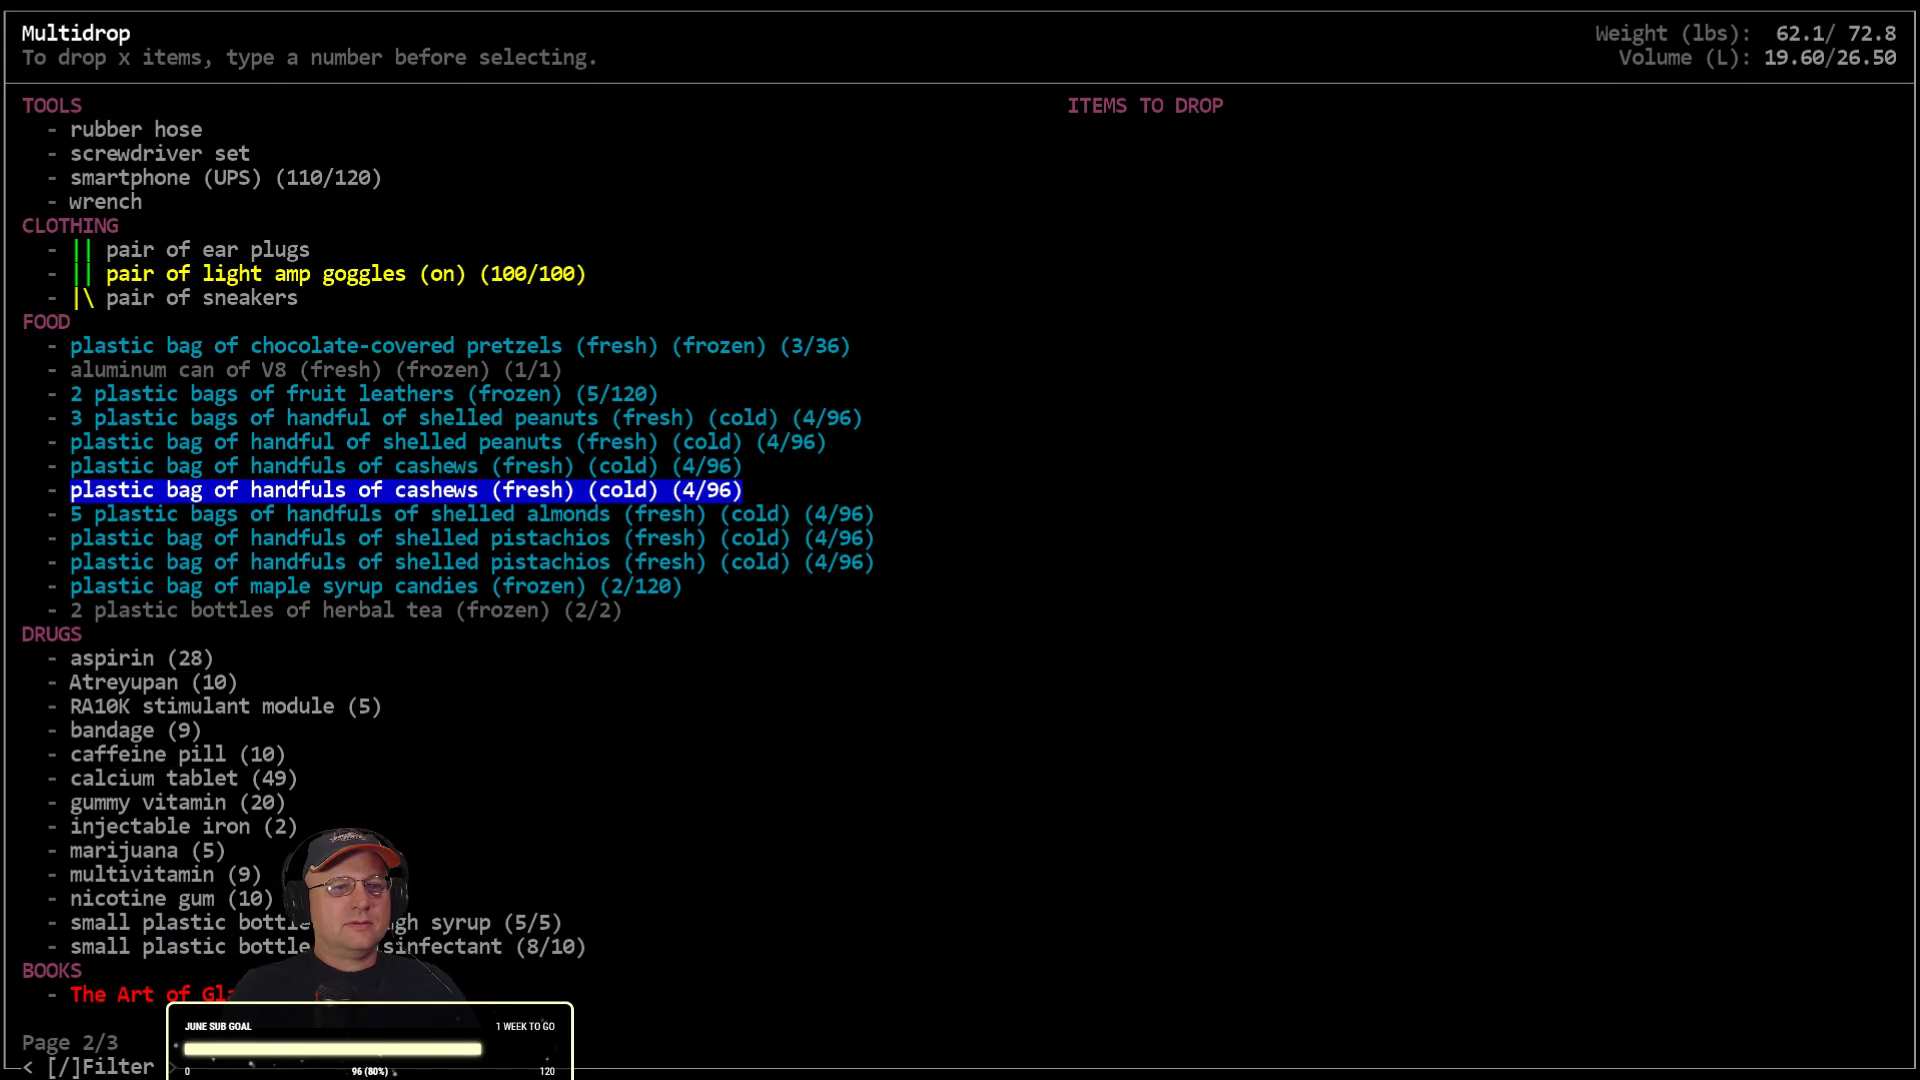 Multidrop
To drop x items, type a number before selecting.
Weight (lbs): 62.1/ 72.8
Volume (L): 19.60/26.50
TOOLS
- rubber hose
- screwdriver set
- smartphone (UPS) (110/120)
- wrench
CLOTHING
- || pair of ear plugs
- || pair of light amp goggles (on) (100/100)
- |\ pair of sneakers
FOOD
- plastic bag of chocolate-covered pretzels (fresh) (frozen) (3/36)
- aluminum can of V8 (fresh) (frozen) (1/1)
- 2 plastic bags of fruit leathers (frozen) (5/120)
- 3 plastic bags of handful of shelled peanuts (fresh) (cold) (4/96)
- plastic bag of handful of shelled peanuts (fresh) (cold) (4/96)
- plastic bag of handfuls of cashews (fresh) (cold) (4/96)
- plastic bag of handfuls of cashews (fresh) (cold) (4/96)
- 5 plastic bags of handfuls of shelled almonds (fresh) (cold) (4/96)
- plastic bag of handfuls of shelled pistachios (fresh) (cold) (4/96)
- plastic bag of handfuls of shelled pistachios (fresh) (cold) (4/96)
- plastic bag of maple syrup candies (frozen) (2/120)
- 2 plastic bottles of herbal tea (frozen) (2/2)
DRUGS
- aspirin (28)
- Atreyupan (10)
- RA10K stimulant module (5)
- bandage (9)
- caffeine pill (10)
- calcium tablet (49)
- gummy vitamin (20)
- injectable iron (2)
- marijuana (5)
- multivitamin (9)
- nicotine gum (10)
- small plastic bottl gh syrup (5/5)
- small plastic bottle sinfectant (8/10)
BOOKS
- The Art of Gl
Page 2/3
< [/]Filter
ITEMS TO DROP
JUNE SUB GOAL
1 WEEK TO GO
0
96 (80%)
120